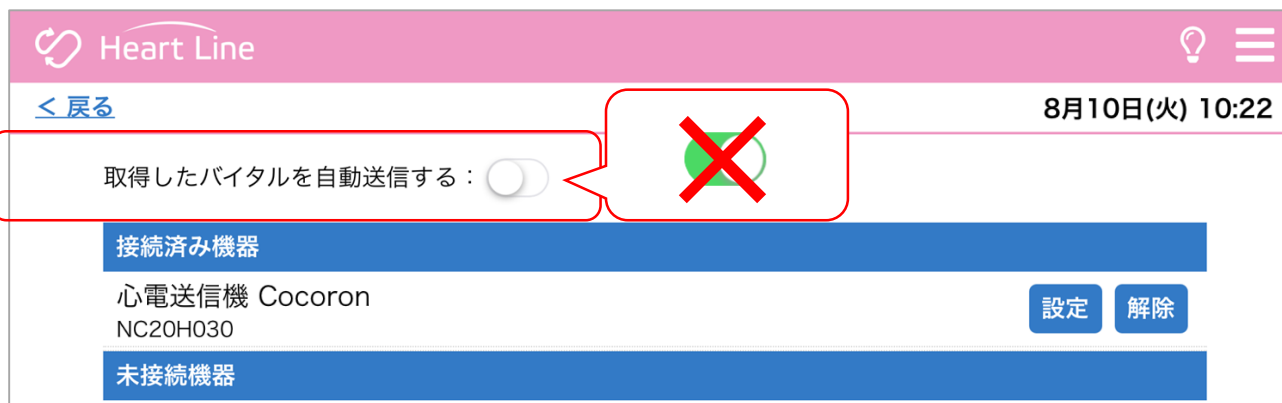 Heart Line
< 戻る
8月10日(火) 10:22
取得したバイタルを自動送信する：
接続済み機器
心電送信機 Cocoron
設定 解除
NC20H030
未接続機器